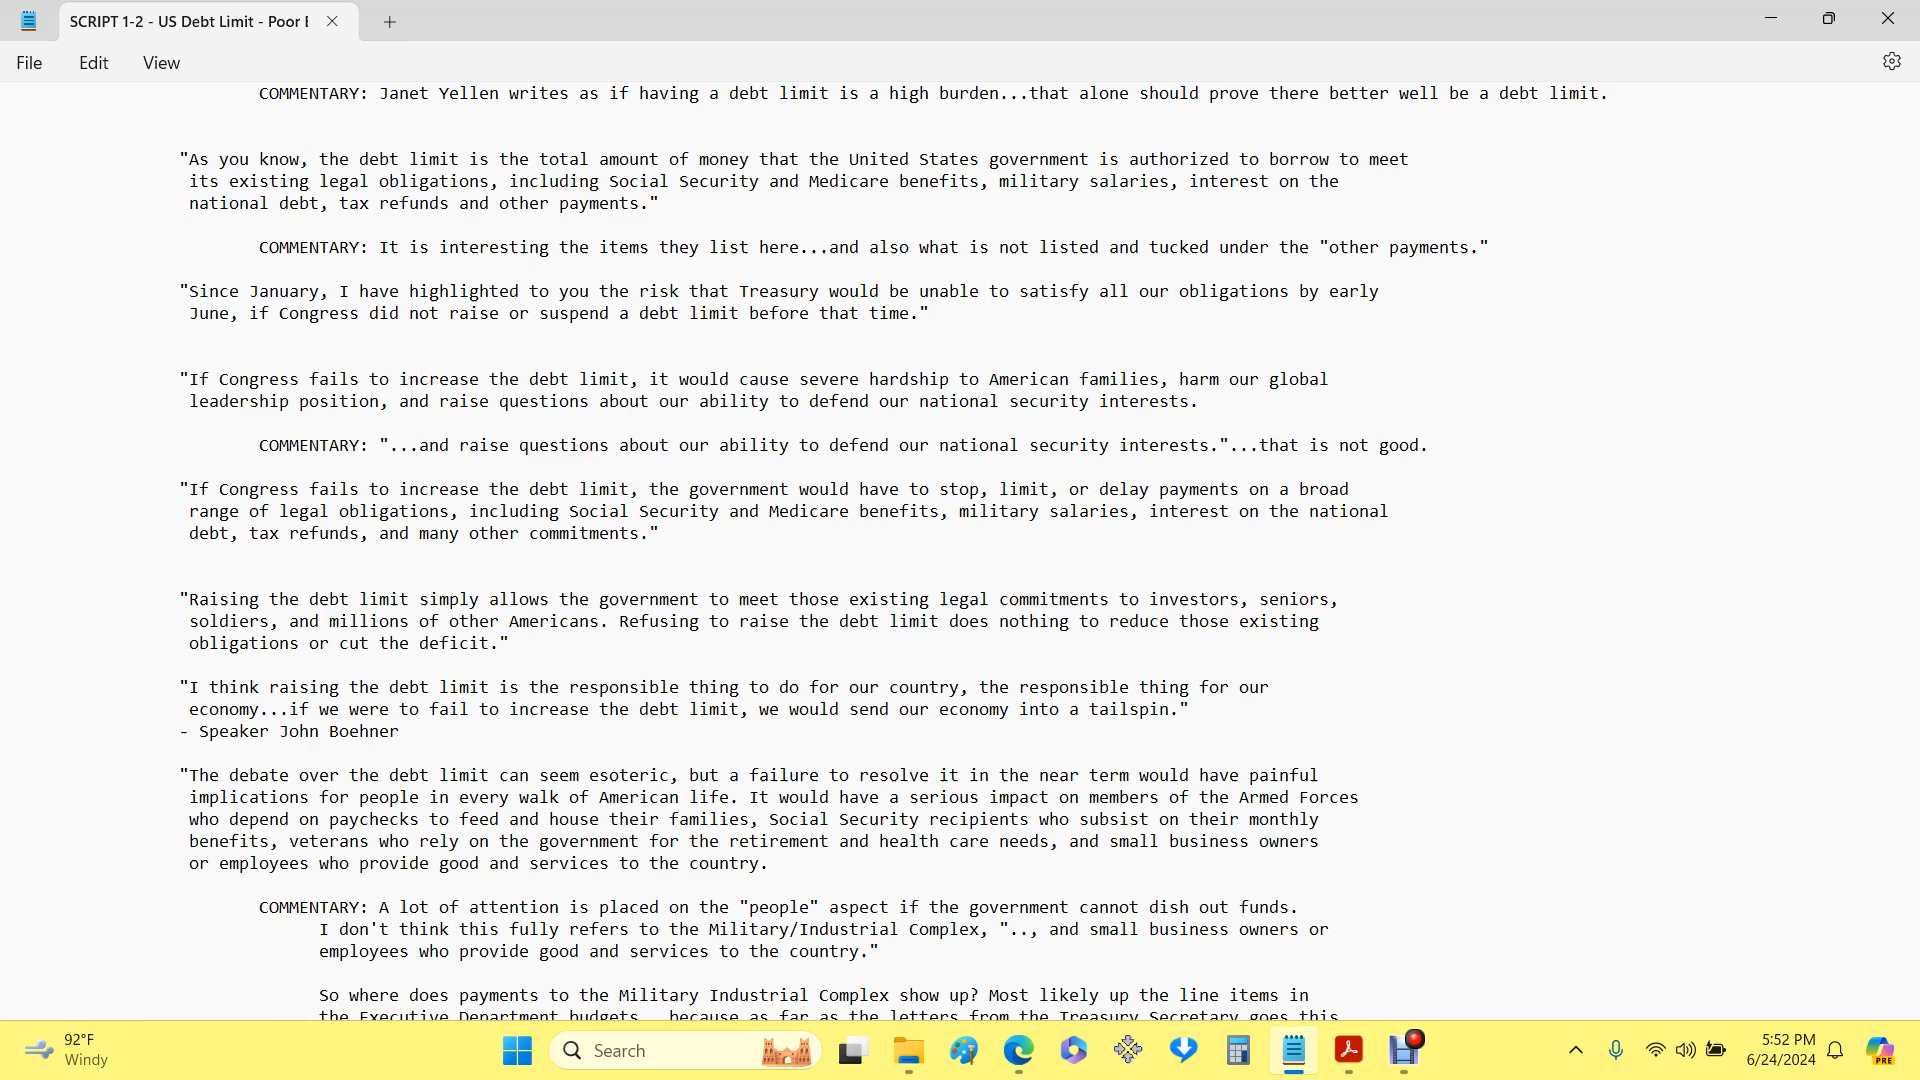 SCRIPT 1-2 - US Debt Limit - Poor
File Edit View
COMMENTARY: Janet Yellen writes as if having a debt limit is a high burden...that alone should prove there better well be a debt limit.
"As you know, the debt limit is the total amount of money that the United States government is authorized to borrow to meet
its existing legal obligations, including Social Security and Medicare benefits, military salaries, interest on the
national debt, tax refunds and other payments."
COMMENTARY: It is interesting the items they list here...and also what is not listed and tucked under the "other payments."
"Since January, I have highlighted to you the risk that Treasury would be unable to satisfy all our obligations by early
June, if Congress did not raise or suspend a debt limit before that time."
"If Congress fails to increase the debt limit, it would cause severe hardship to American families, harm our global
leadership position, and raise questions about our ability to defend our national security interests.
COMMENTARY: "...and raise questions about our ability to defend our national security interests."...that is not good.
"If Congress fails to increase the debt limit, the government would have to stop, limit, or delay payments on a broad
range of legal obligations, including Social Security and Medicare benefits, military salaries, interest on the national
debt, tax refunds, and many other commitments."
"Raising the debt limit simply allows the government to meet those existing legal commitments to investors, seniors,
soldiers, and millions of other Americans. Refusing to raise the debt limit does nothing to reduce those existing
obligations or cut the deficit."
"I think raising the debt limit is the responsible thing to do for our country, the responsible thing for our
economy...if we were to fail to increase the debt limit, we would send our economy into a tailspin."
- Speaker John Boehner
"The debate over the debt limit can seem esoteric, but a failure to resolve it in the near term would have painful
implications for people in every walk of American life. It would have a serious impact on members of the Armed Forces
who depend on paychecks to feed and house their families, Social Security recipients who subsist on their monthly
benefits, veterans who rely on the government for the retirement and health care needs, and small business owners
or employees who provide good and services to the country.
COMMENTARY: A lot of attention is placed on the "people" aspect if the government cannot dish out funds.
I don't think this fully refers to the Military/Industrial Complex, ".., and small business owners or
employees who provide good and services to the country."
So where does payments to the Military Industrial Complex show up? Most likely up the line items in
the Executive Department budgets...because as far as the letters from the Treasury Secretary goes this
92°F
Windy
Search
5:52 PM
6/24/2024
PRE